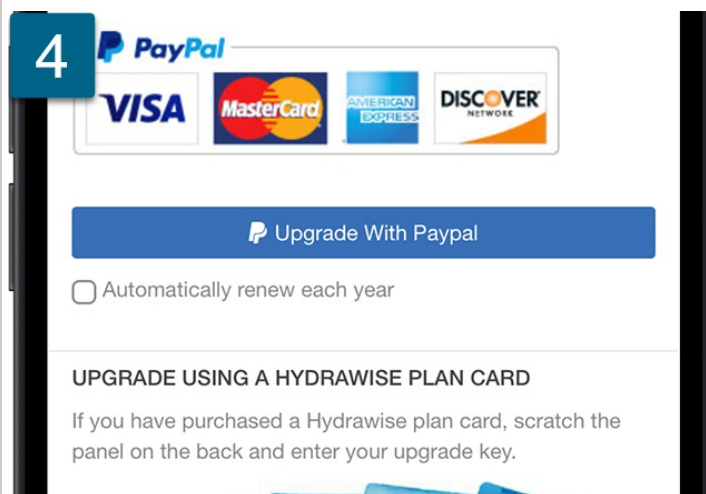 4
PayPal
VISA
MasterCard
AMERICAN
EXPRESS
DISCOVER
NETWORK
Upgrade With Paypal
Automatically renew each year
UPGRADE USING A HYDRAWISE PLAN CARD
If you have purchased a Hydrawise plan card, scratch the
panel on the back and enter your upgrade key.